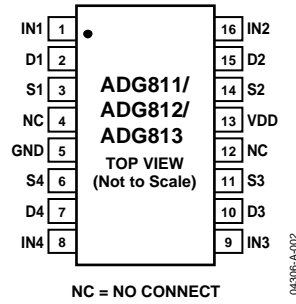 IN1 1 16 IN2
D1 2 15 D2
S1 3 14 S2
NC 4 13 VDD
GND 5 12 NC
S4 6 11 S3
D4 7 10 D3
IN4 8 9 IN3
ADG811/
ADG812/
ADG813
TOP VIEW
(Not to Scale)
NC = NO CONNECT
04306-A-002